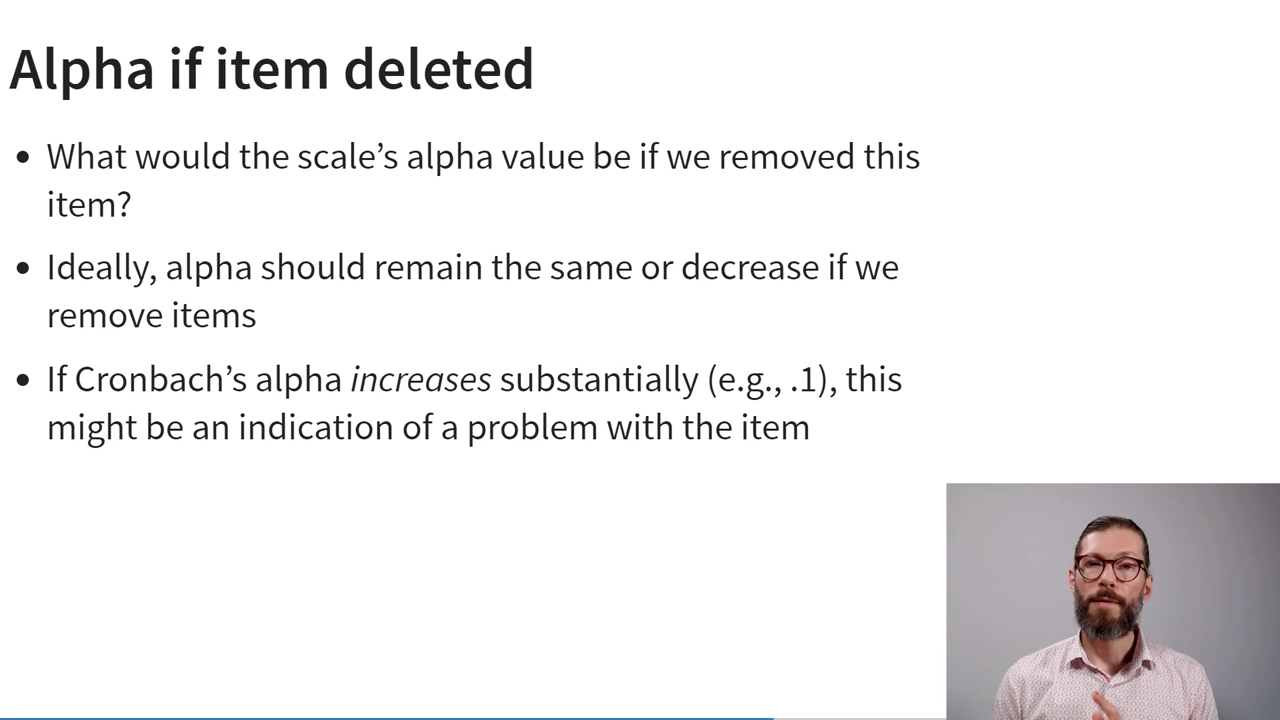 Alpha if item deleted
• What would the scale’s alpha value be if we removed this
item?
• Ideally, alpha should remain the same or decrease if we
remove items
• If Cronbach’s alpha increases substantially (e.g., .1), this
might be an indication of a problem with the item